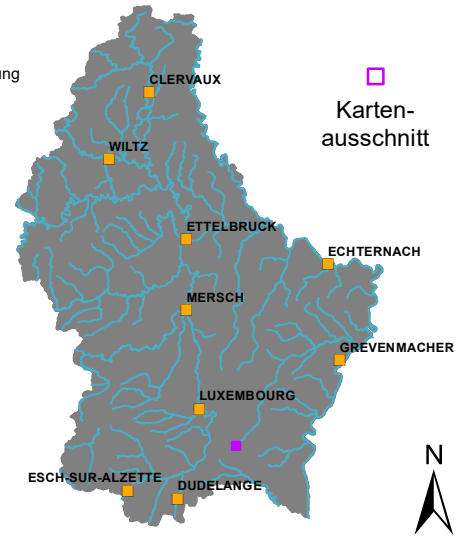 ung
CLERVAUX
Karten-
ausschnitt
WILTZ
ETTELBRUCK
ECHTERNACH
MERSCH
GREVENMACHER
LUXEMBOURG
ESCH-SUR-ALZETTE
DUDELANGE
N